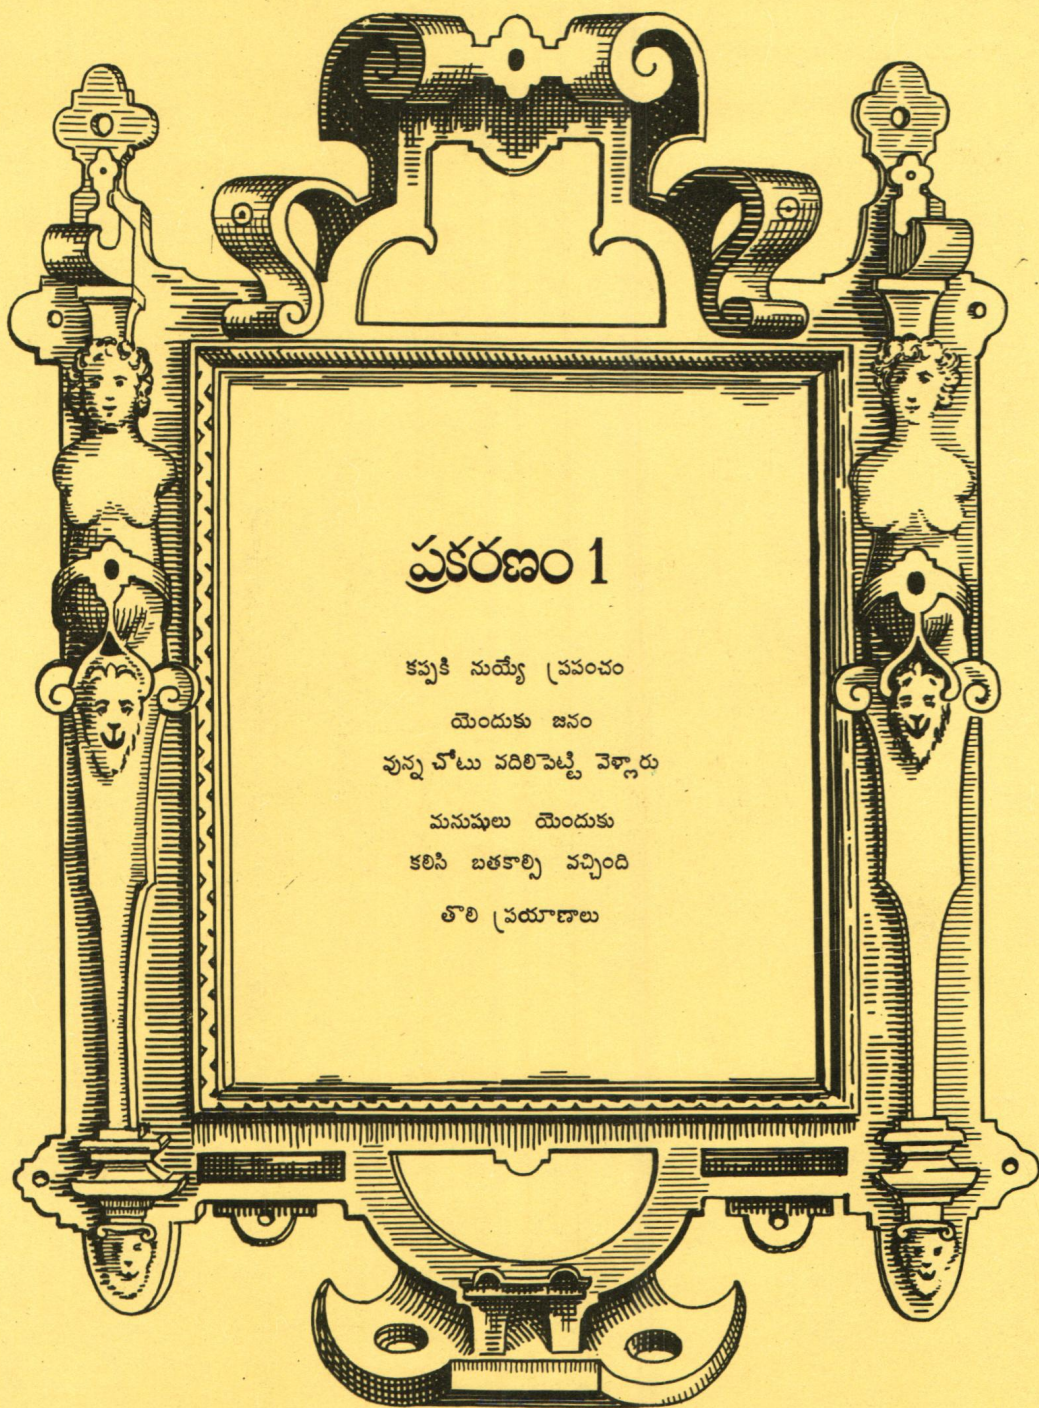 ప్రకరణం 1
కప్పకి నుయ్యే ప్రపంచం
యెందుకు జనం
వున్న చోటు వదిలిపెట్టి వెళ్లారు
మనుషులు యెందుకు
కలిసి బతకాల్సి వచ్చింది
తొలి ప్రయాణాలు